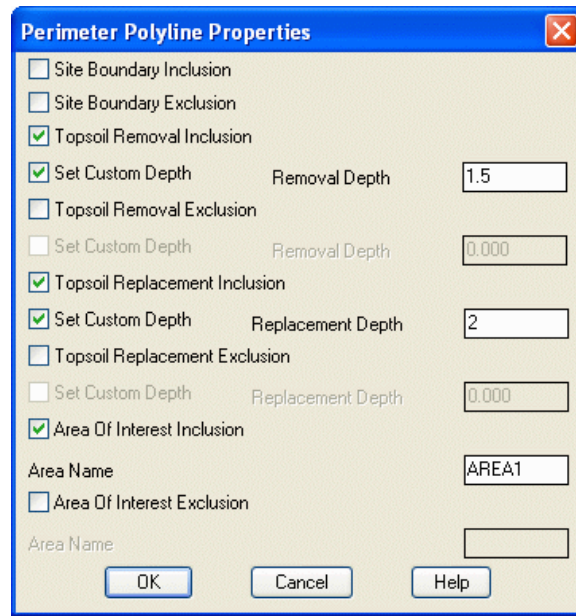 Perimeter Polyline Properties
Site Boundary Inclusion
Site Boundary Exclusion
Topsoil Removal Inclusion
Set Custom Depth Removal Depth 1.5
Topsoil Removal Exclusion
Set Custom Depth Removal Depth 0.000
Topsoil Replacement Inclusion
Set Custom Depth Replacement Depth 2
Topsoil Replacement Exclusion
Set Custom Depth Replacement Depth 0.000
Area Of Interest Inclusion
Area Name AREA1
Area Of Interest Exclusion
Area Name
OK Cancel Help